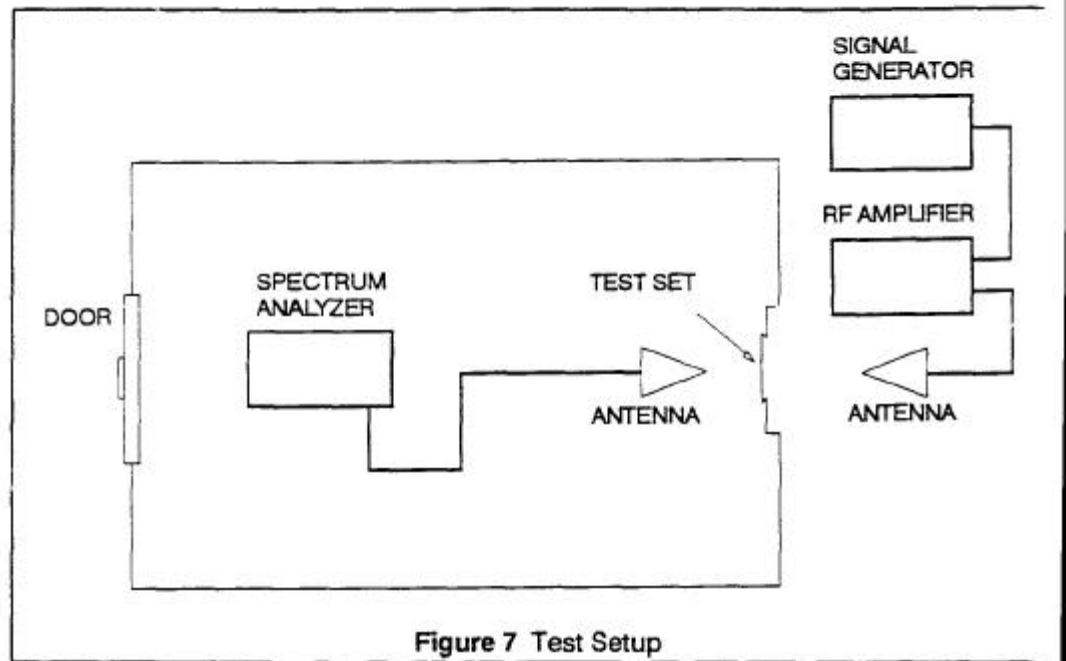 SIGNAL
GENERATOR
RF AMPLIFIER
SPECTRUM
ANALYZER
TEST SET
DOOR
ANTENNA
ANTENNA
Figure 7 Test Setup